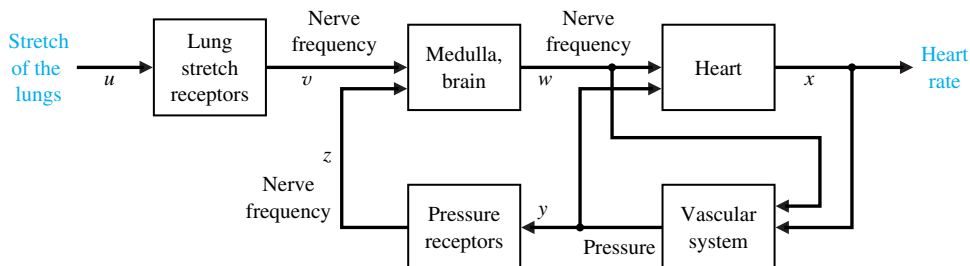 Stretch
of the
lungs
u
Lung
stretch
receptors
Nerve
frequency
v
Medulla,
brain
Nerve
frequency
w
Heart
x
Heart
rate
z
Nerve
frequency
Pressure
receptors
y
Pressure
Vascular
system